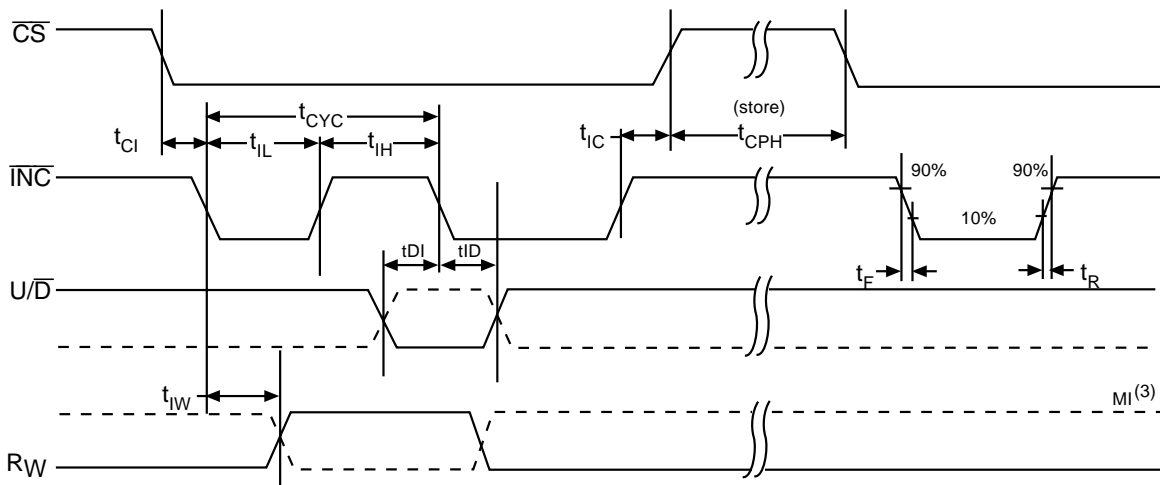 CS
(store)
tCYC
tCI
tIL
tIH
tIC
tCPH
INC
90%
90%
10%
tDI
tID
tF
tR
U/D
tIW
MI(3)
RW